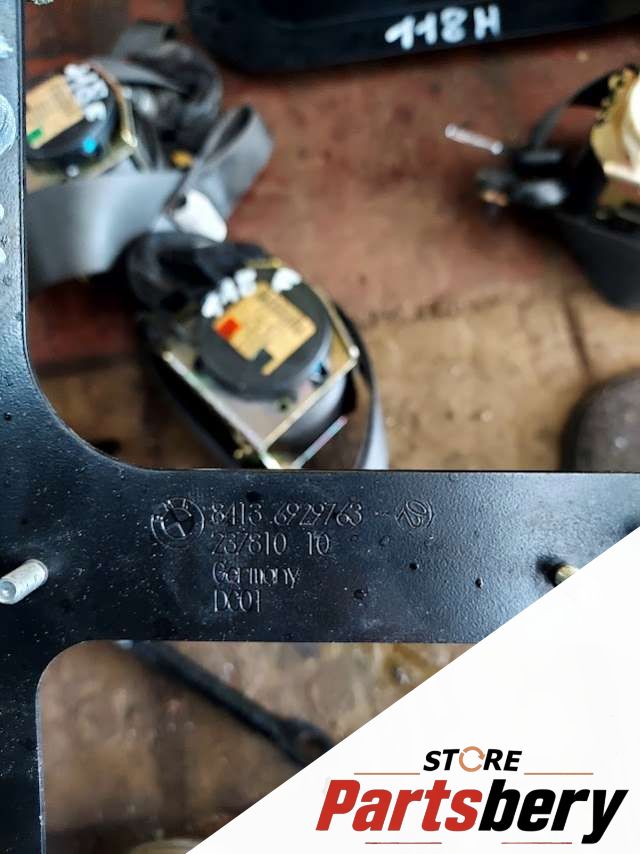 118H
8413 6929763
237810 10
Germany
DC01
STORE
Partsbery